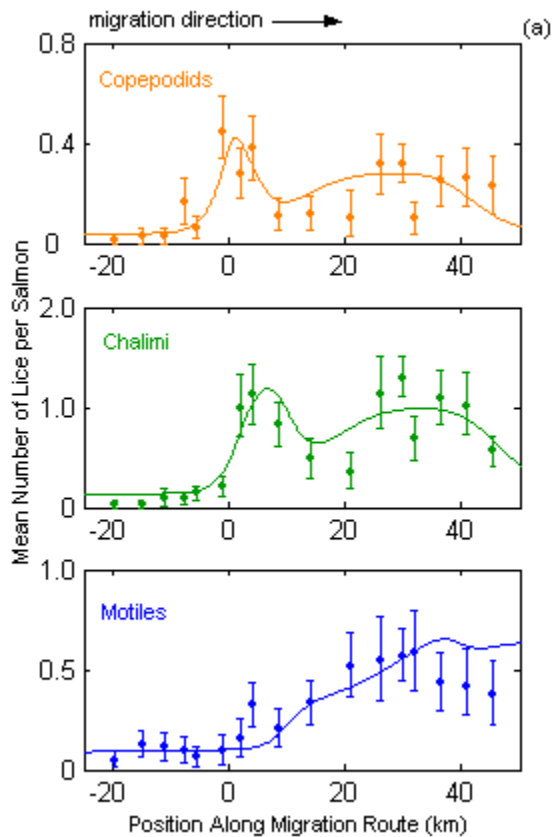 migration direction
(a)
Mean Number of Lice per Salmon
0.8
Copepodids
0.4
0
-20 0 20 40
2.0
Chalimi
1.0
0
-20 0 20 40
1.0
Motiles
0.5
0
-20 0 20 40
Position Along Migration Route (km)